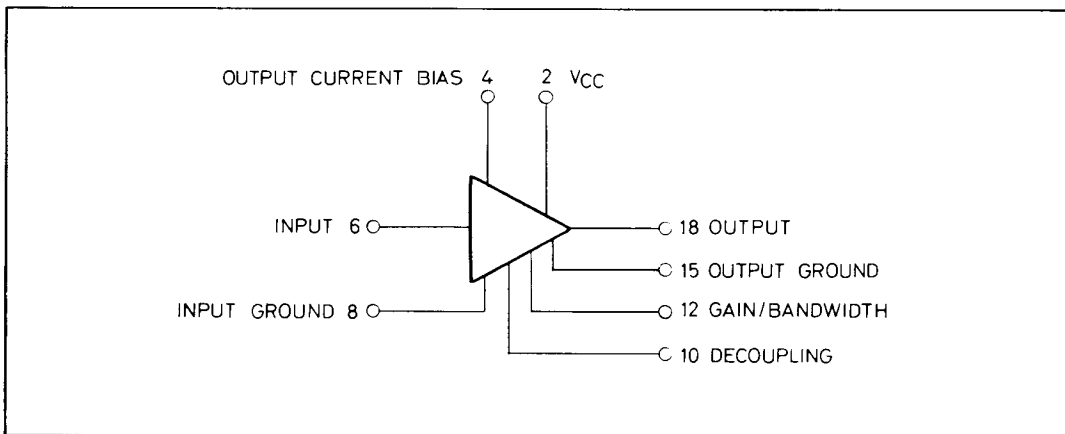 OUTPUT CURRENT BIAS 4
2 VCC
INPUT 6
18 OUTPUT
15 OUTPUT GROUND
INPUT GROUND 8
12 GAIN/BANDWIDTH
10 DECOUPLING